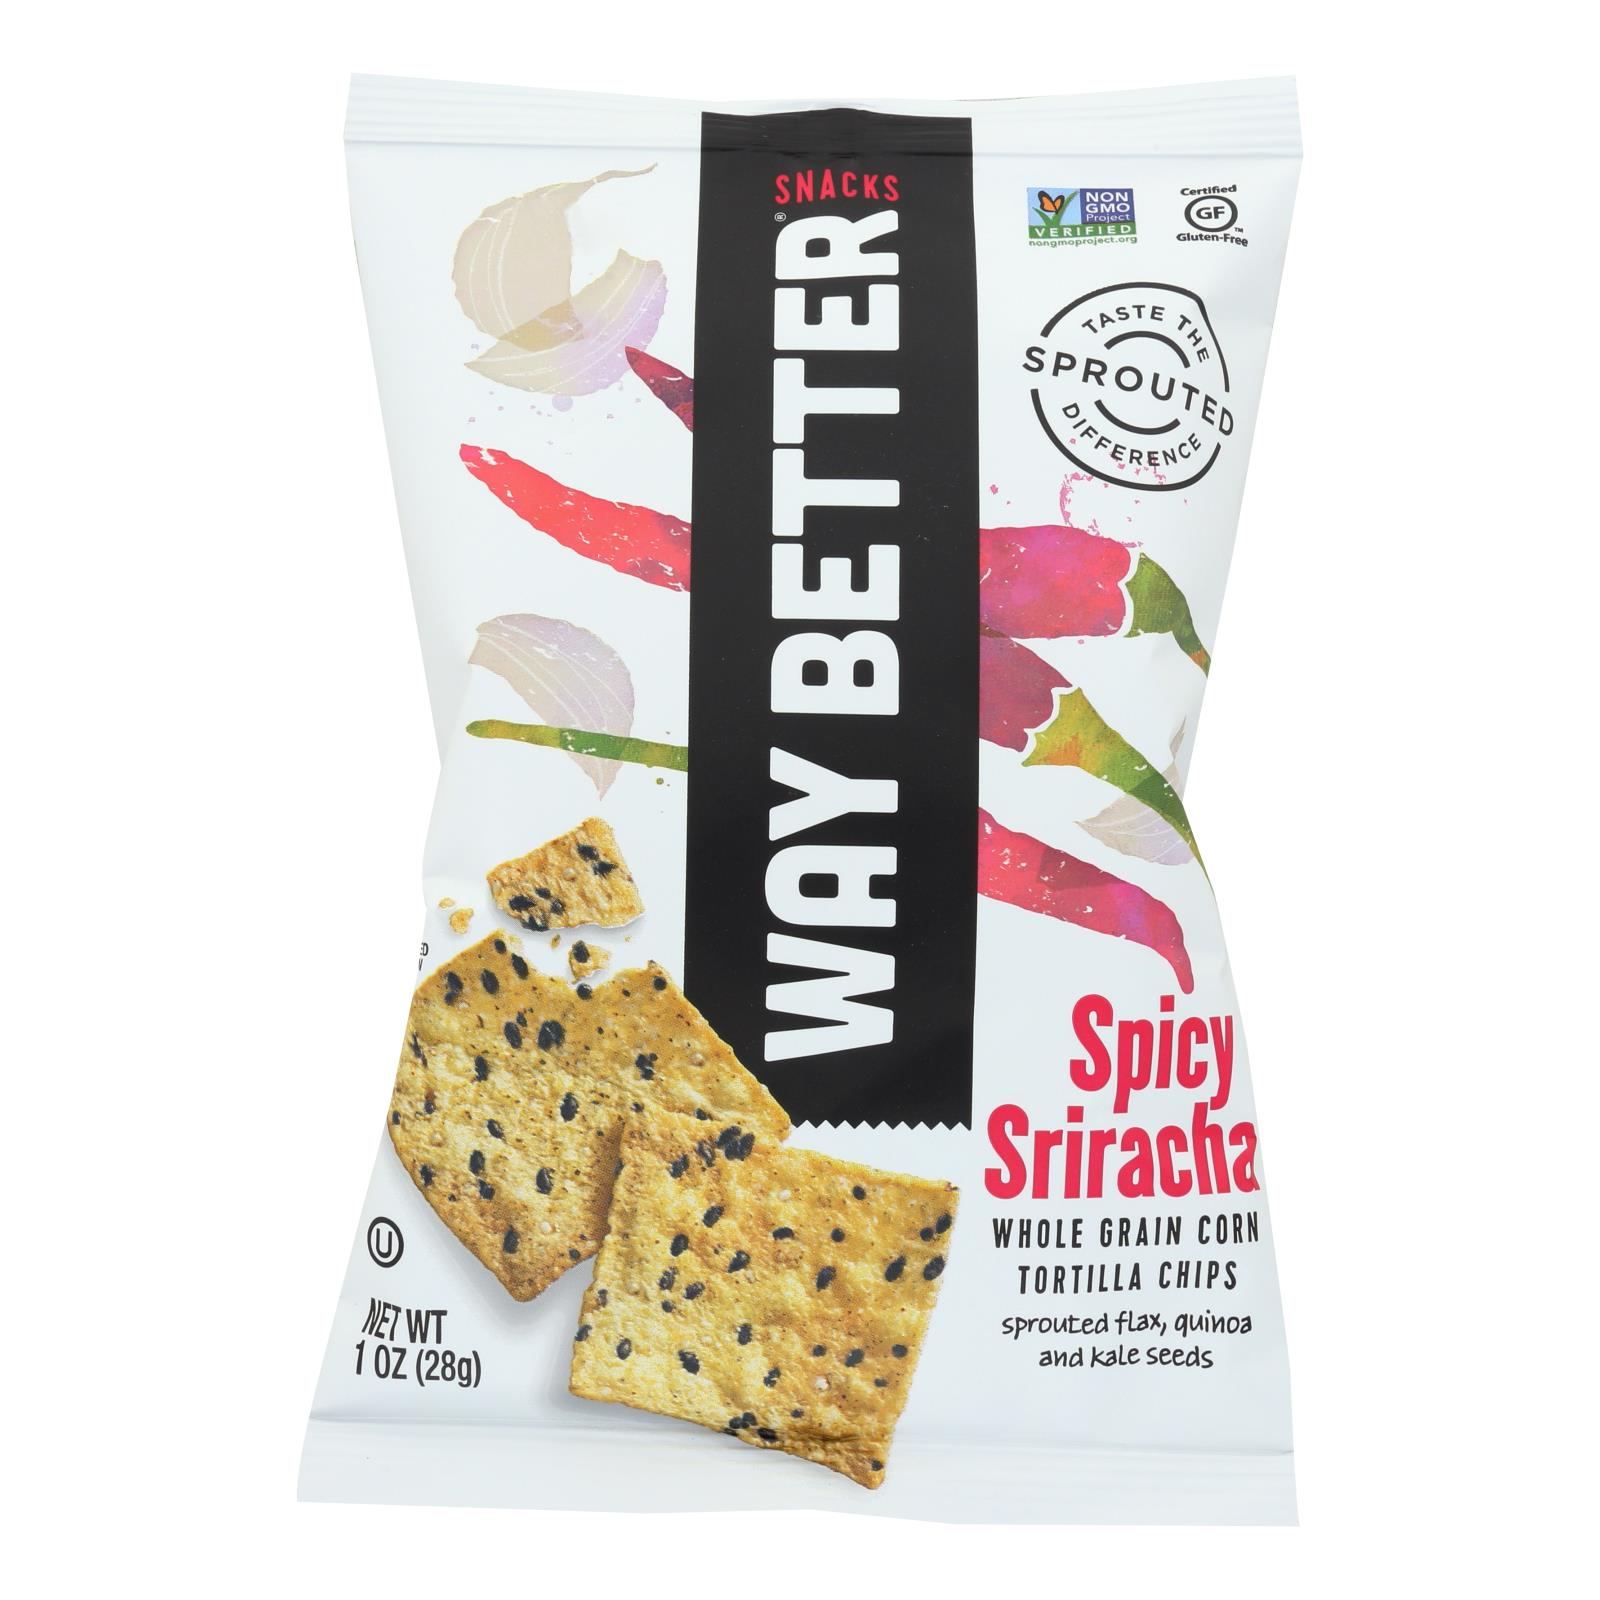 SNACKS
WAY BETTER®
NON
GMO
Project
VERIFIED
nongmoproject.org
Certified
GF™
Gluten-Free
TASTE THE
SPROUTED
DIFFERENCE
Spicy
Sriracha
WHOLE GRAIN CORN
TORTILLA CHIPS
sprouted flax, quinoa
and kale seeds
U
NET WT
1 OZ (28g)